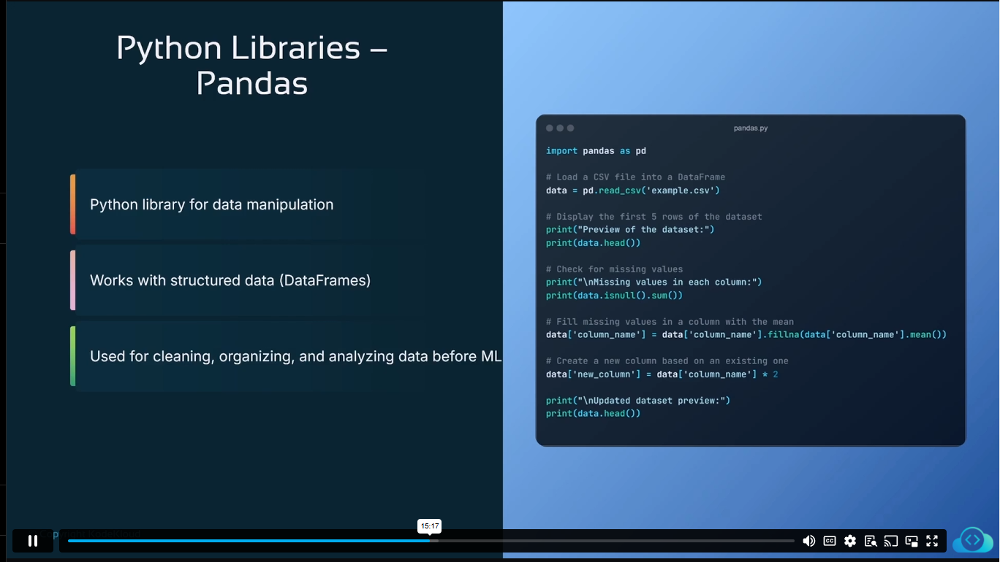 Python Libraries –
Pandas
Python library for data manipulation
Works with structured data (DataFrames)
Used for cleaning, organizing, and analyzing data before ML
pandas.py
import pandas as pd
# Load a CSV file into a DataFrame
data = pd.read_csv('example.csv')
# Display the first 5 rows of the dataset
print("Preview of the dataset:")
print(data.head())
# Check for missing values
print("\nMissing values in each column:")
print(data.isnull().sum())
# Fill missing values in a column with the mean
data['column_name'] = data['column_name'].fillna(data['column_name'].mean())
# Create a new column based on an existing one
data['new_column'] = data['column_name'] * 2
print("\nUpdated dataset preview:")
print(data.head())
15:17
CC